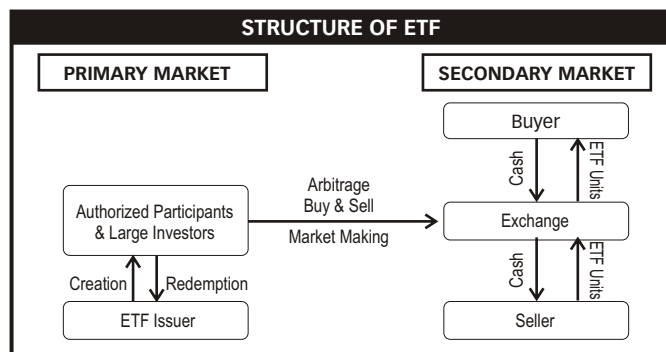 STRUCTURE OF ETF
PRIMARY MARKET
SECONDARY MARKET
Buyer
Cash
ETF Units
Authorized Participants
& Large Investors
Arbitrage
Buy & Sell
Market Making
Exchange
Creation
Redemption
Cash
ETF Units
ETF Issuer
Seller